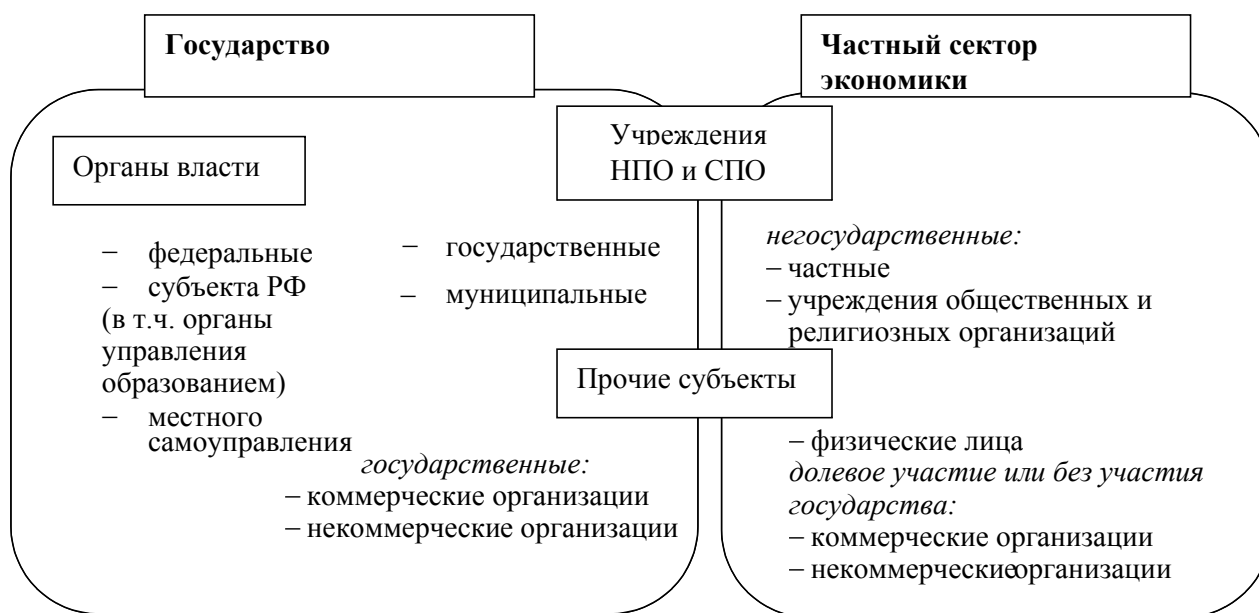 Государство
Частный сектор
экономики
Учреждения
НПО и СПО
Органы власти
− федеральные
− субъекта РФ
(в т.ч. органы
управления
образованием)
− местного
самоуправления
− государственные
− муниципальные
негосударственные:
− частные
− учреждения общественных и
религиозных организаций
Прочие субъекты
государственные:
− коммерческие организации
− некоммерческие организации
− физические лица
долевое участие или без участия
государства:
− коммерческие организации
− некоммерческие организации